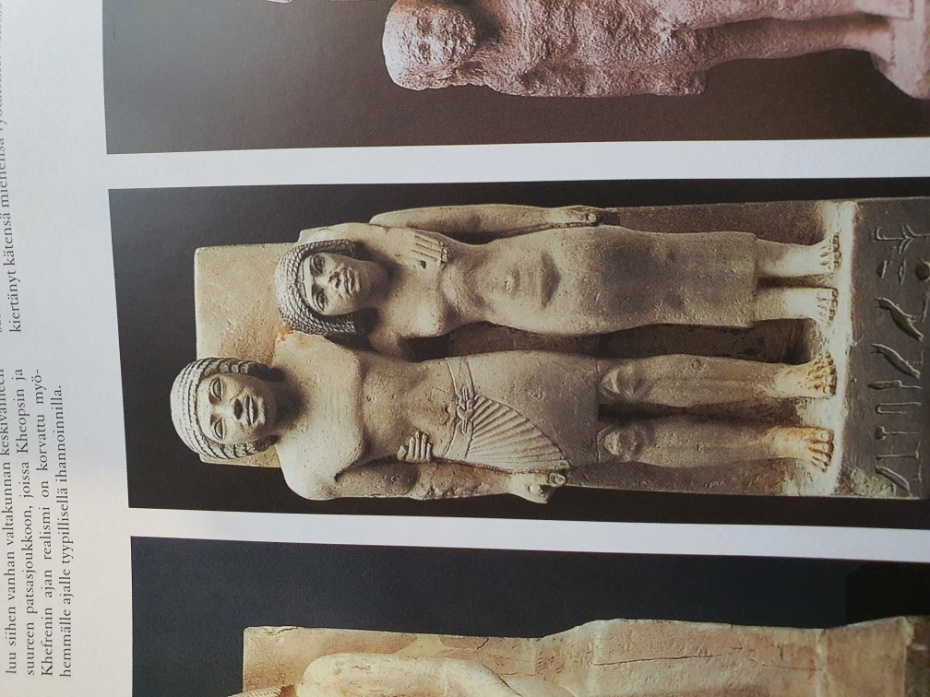 luu siihen vanhan valtakunnan keskivaiheen
suureen patsasjoukkoon, joissa Kheopsin ja
Khefrenin ajan realismi on korvattu myö-
hemmälle ajalle tyypillisellä ihannoinnilla.
kiertänyt kätensä miehensä